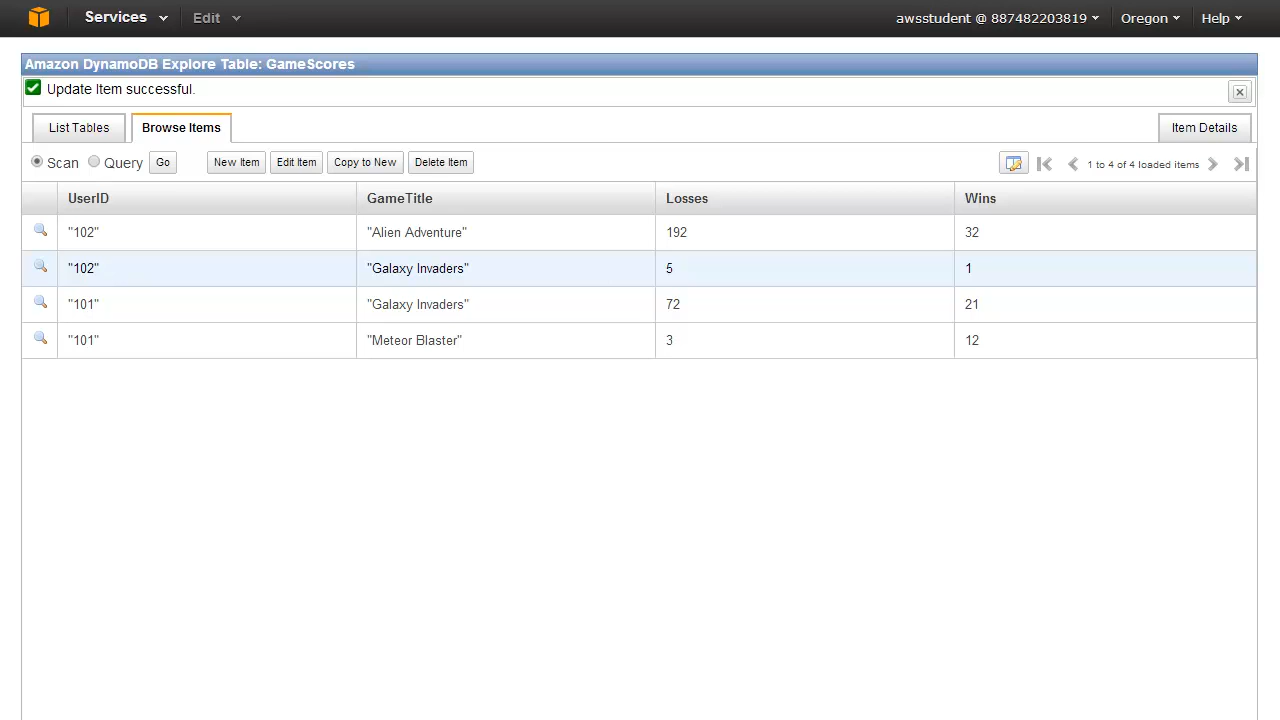 Services Edit awsstudent @ 887482203819 Oregon Help
Amazon DynamoDB Explore Table: GameScores
Update Item successful.
List Tables Browse Items Item Details
Scan Query Go New Item Edit Item Copy to New Delete Item 1 to 4 of 4 loaded items
UserID GameTitle Losses Wins
"102" "Alien Adventure" 192 32
"102" "Galaxy Invaders" 5 1
"101" "Galaxy Invaders" 72 21
"101" "Meteor Blaster" 3 12